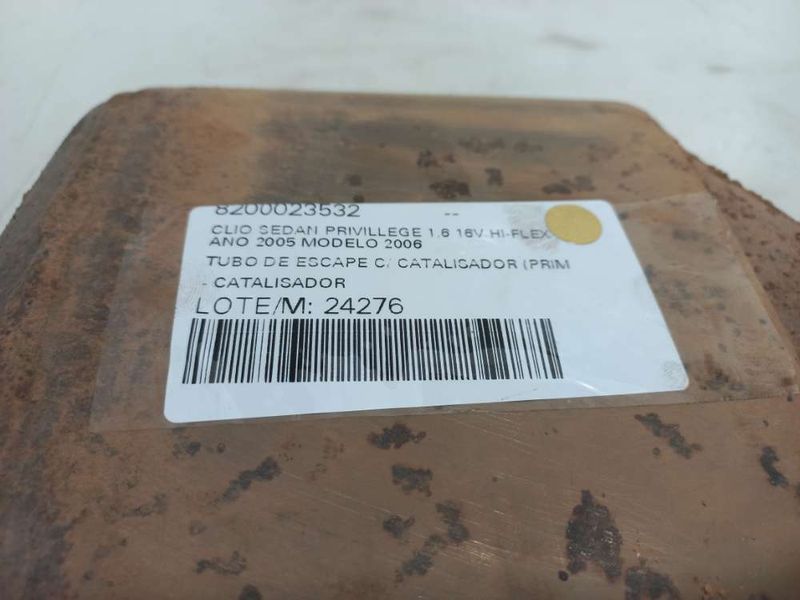 8200023532 --
CLIO SEDAN PRIVILLEGE 1.6 16V HI-FLEX
ANO 2005 MODELO 2006
TUBO DE ESCAPE C/ CATALISADOR (PRIM
- CATALISADOR
LOTE/M: 24276